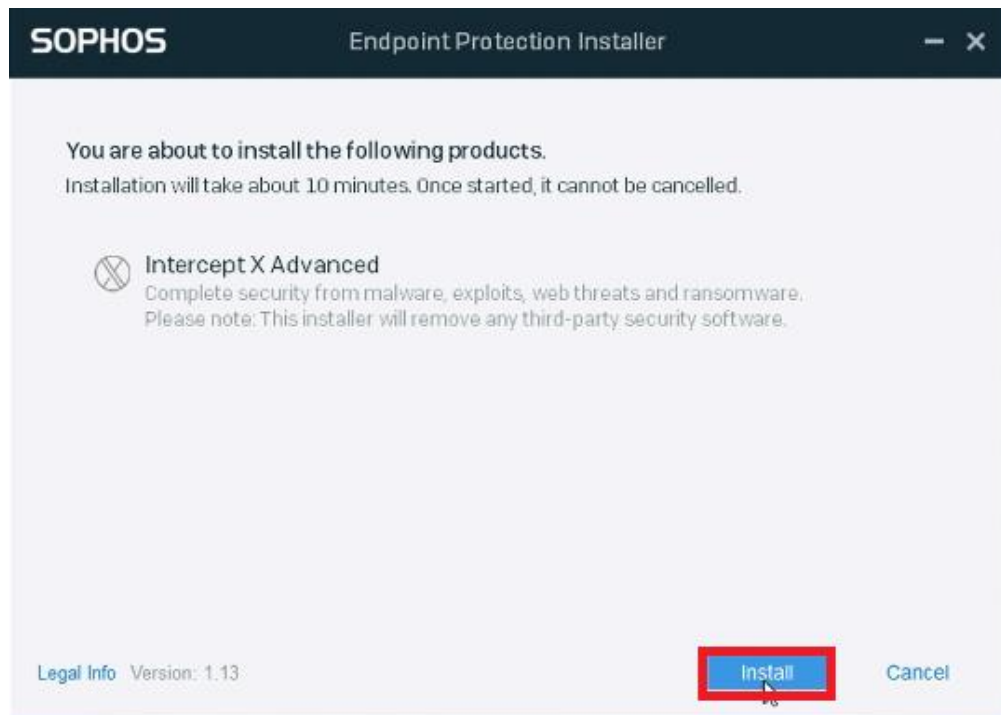 SOPHOS
Endpoint Protection Installer
You are about to install the following products.
Installation will take about 10 minutes. Once started, it cannot be cancelled.
Intercept X Advanced
Complete security from malware, exploits, web threats and ransomware.
Please note: This installer will remove any third-party security software.
Legal Info Version: 1.13
Install
Cancel